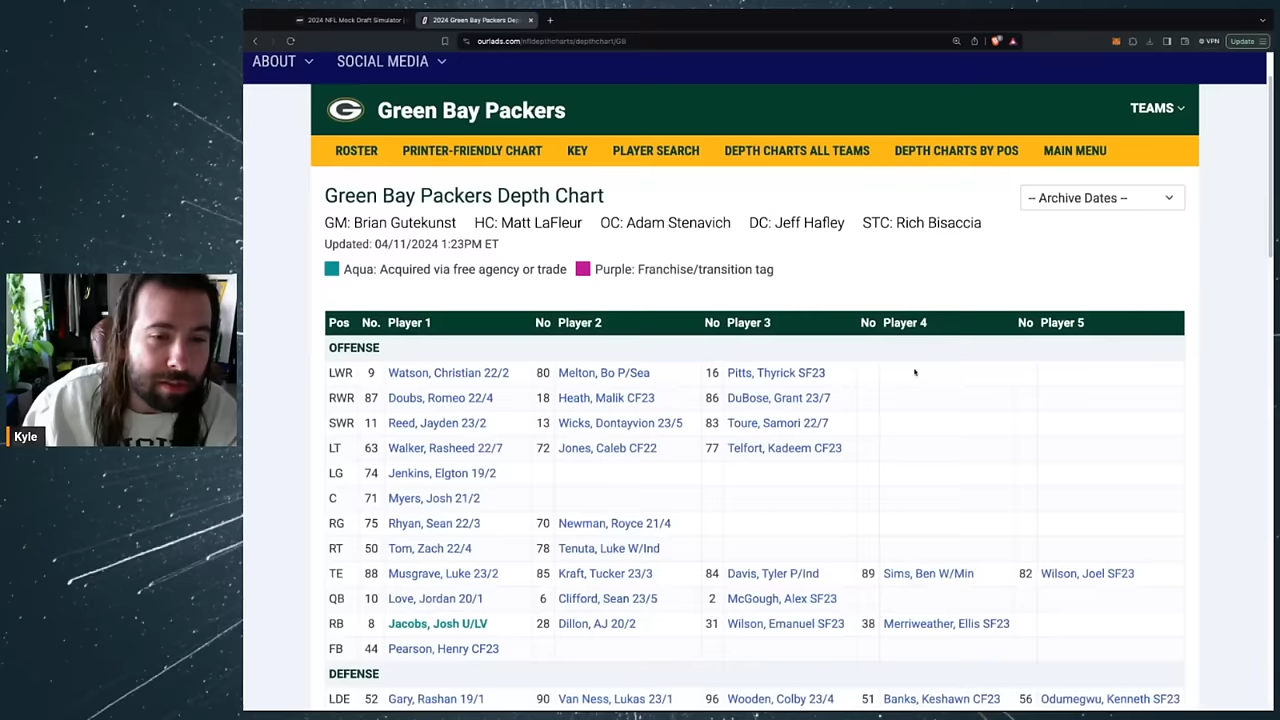 2024 NFL Mock Draft Simulator
2024 Green Bay Packers Dep
ourlads.com/nfldepthcharts/depthchart/GB
VPN
Update
ABOUT
SOCIAL MEDIA
G
Green Bay Packers
TEAMS
ROSTER PRINTER-FRIENDLY CHART KEY PLAYER SEARCH DEPTH CHARTS ALL TEAMS DEPTH CHARTS BY POS MAIN MENU
Green Bay Packers Depth Chart
-- Archive Dates --
GM: Brian Gutekunst HC: Matt LaFleur OC: Adam Stenavich DC: Jeff Hafley STC: Rich Bisaccia
Updated: 04/11/2024 1:23PM ET
Aqua: Acquired via free agency or trade Purple: Franchise/transition tag
Pos No. Player 1 No Player 2 No Player 3 No Player 4 No Player 5
OFFENSE
LWR 9 Watson, Christian 22/2 80 Melton, Bo P/Sea 16 Pitts, Thyrick SF23
RWR 87 Doubs, Romeo 22/4 18 Heath, Malik CF23 86 DuBose, Grant 23/7
SWR 11 Reed, Jayden 23/2 13 Wicks, Dontayvion 23/5 83 Toure, Samori 22/7
LT 63 Walker, Rasheed 22/7 72 Jones, Caleb CF22 77 Telfort, Kadeem CF23
LG 74 Jenkins, Elgton 19/2
C 71 Myers, Josh 21/2
RG 75 Rhyan, Sean 22/3 70 Newman, Royce 21/4
RT 50 Tom, Zach 22/4 78 Tenuta, Luke W/Ind
TE 88 Musgrave, Luke 23/2 85 Kraft, Tucker 23/3 84 Davis, Tyler P/Ind 89 Sims, Ben W/Min 82 Wilson, Joel SF23
QB 10 Love, Jordan 20/1 6 Clifford, Sean 23/5 2 McGough, Alex SF23
RB 8 Jacobs, Josh U/LV 28 Dillon, AJ 20/2 31 Wilson, Emanuel SF23 38 Merriweather, Ellis SF23
FB 44 Pearson, Henry CF23
DEFENSE
LDE 52 Gary, Rashan 19/1 90 Van Ness, Lukas 23/1 96 Wooden, Colby 23/4 51 Banks, Keshawn CF23 56 Odumegwu, Kenneth SF23
Kyle